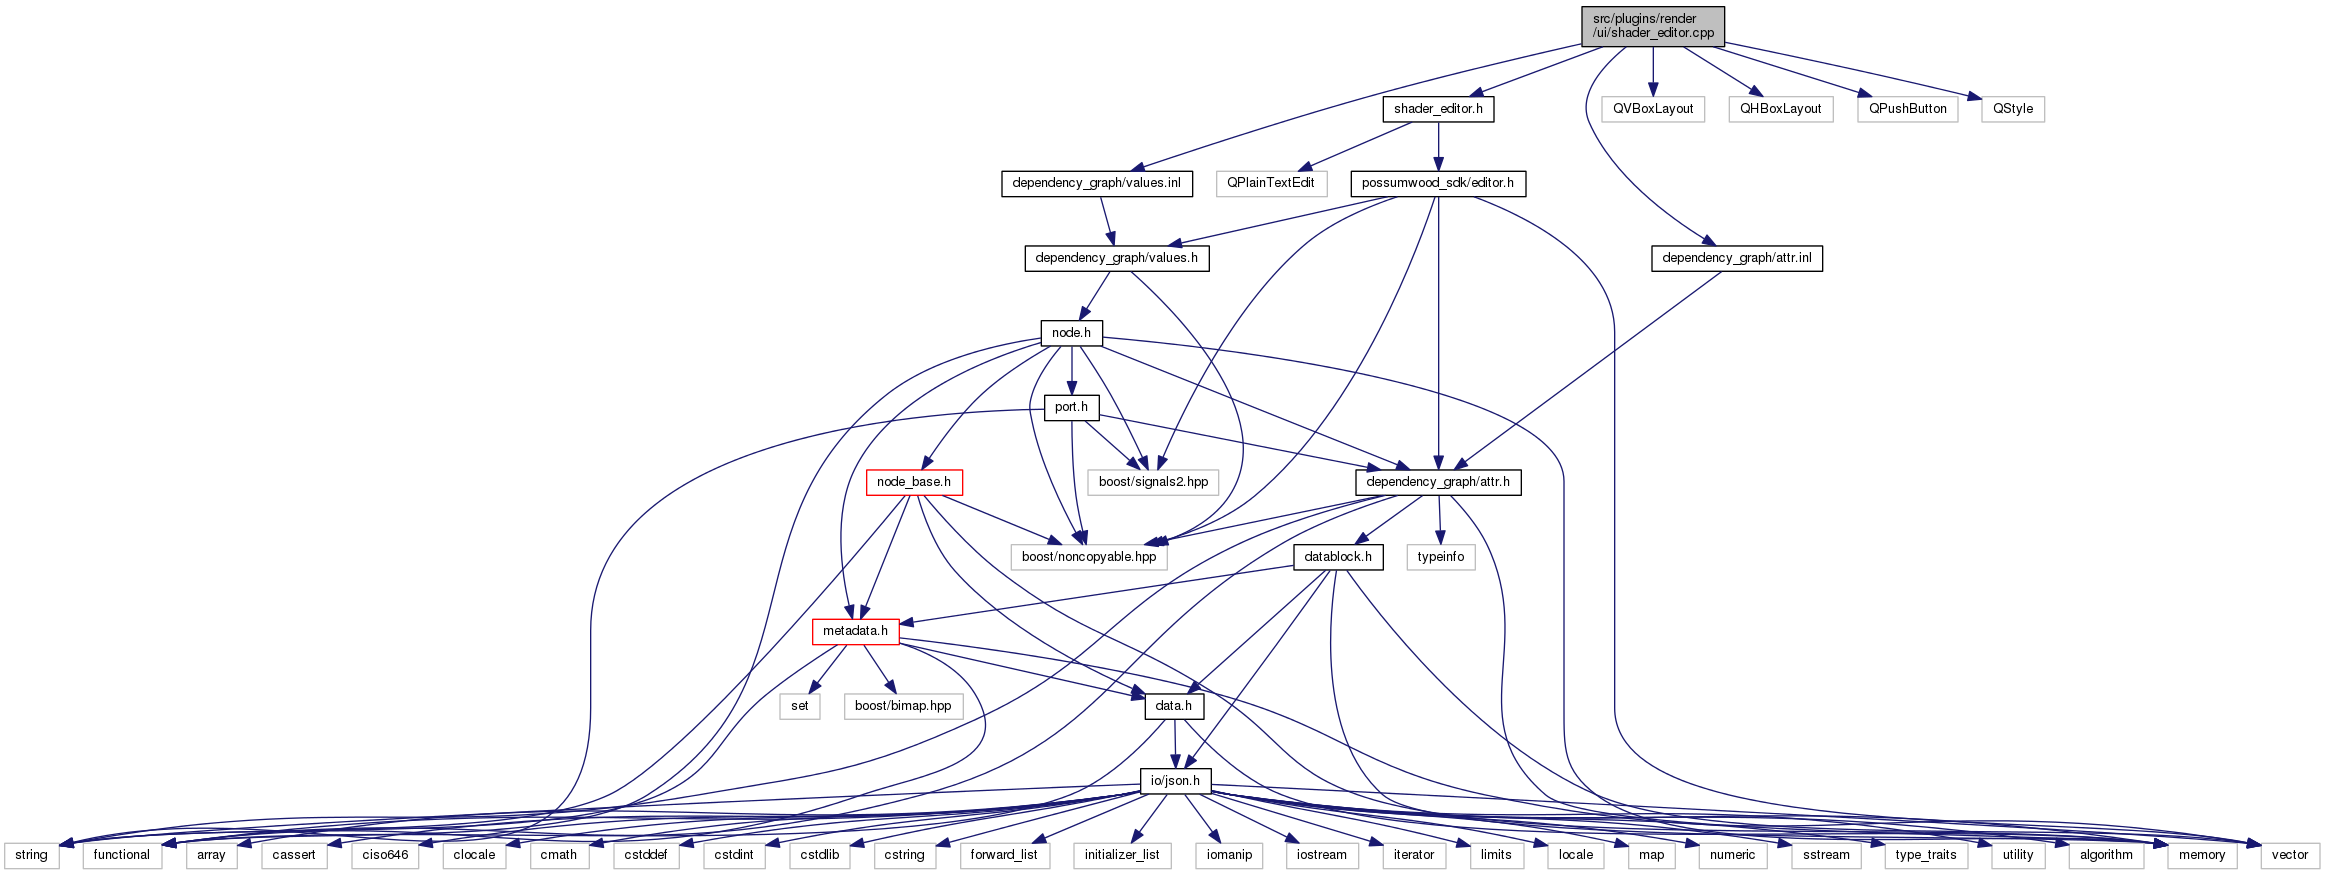 src/plugins/render
/ui/shader_editor.cpp
shader_editor.h
QVBoxLayout
QHBoxLayout
QPushButton
QStyle
dependency_graph/values.inl
QPlainTextEdit
possumwood_sdk/editor.h
dependency_graph/values.h
dependency_graph/attr.inl
node.h
port.h
node_base.h
boost/signals2.hpp
dependency_graph/attr.h
boost/noncopyable.hpp
datablock.h
typeinfo
metadata.h
set
boost/bimap.hpp
data.h
io/json.h
string
functional
array
cassert
ciso646
clocale
cmath
cstddef
cstdint
cstdlib
cstring
forward_list
initializer_list
iomanip
iostream
iterator
limits
locale
map
numeric
sstream
type_traits
utility
algorithm
memory
vector